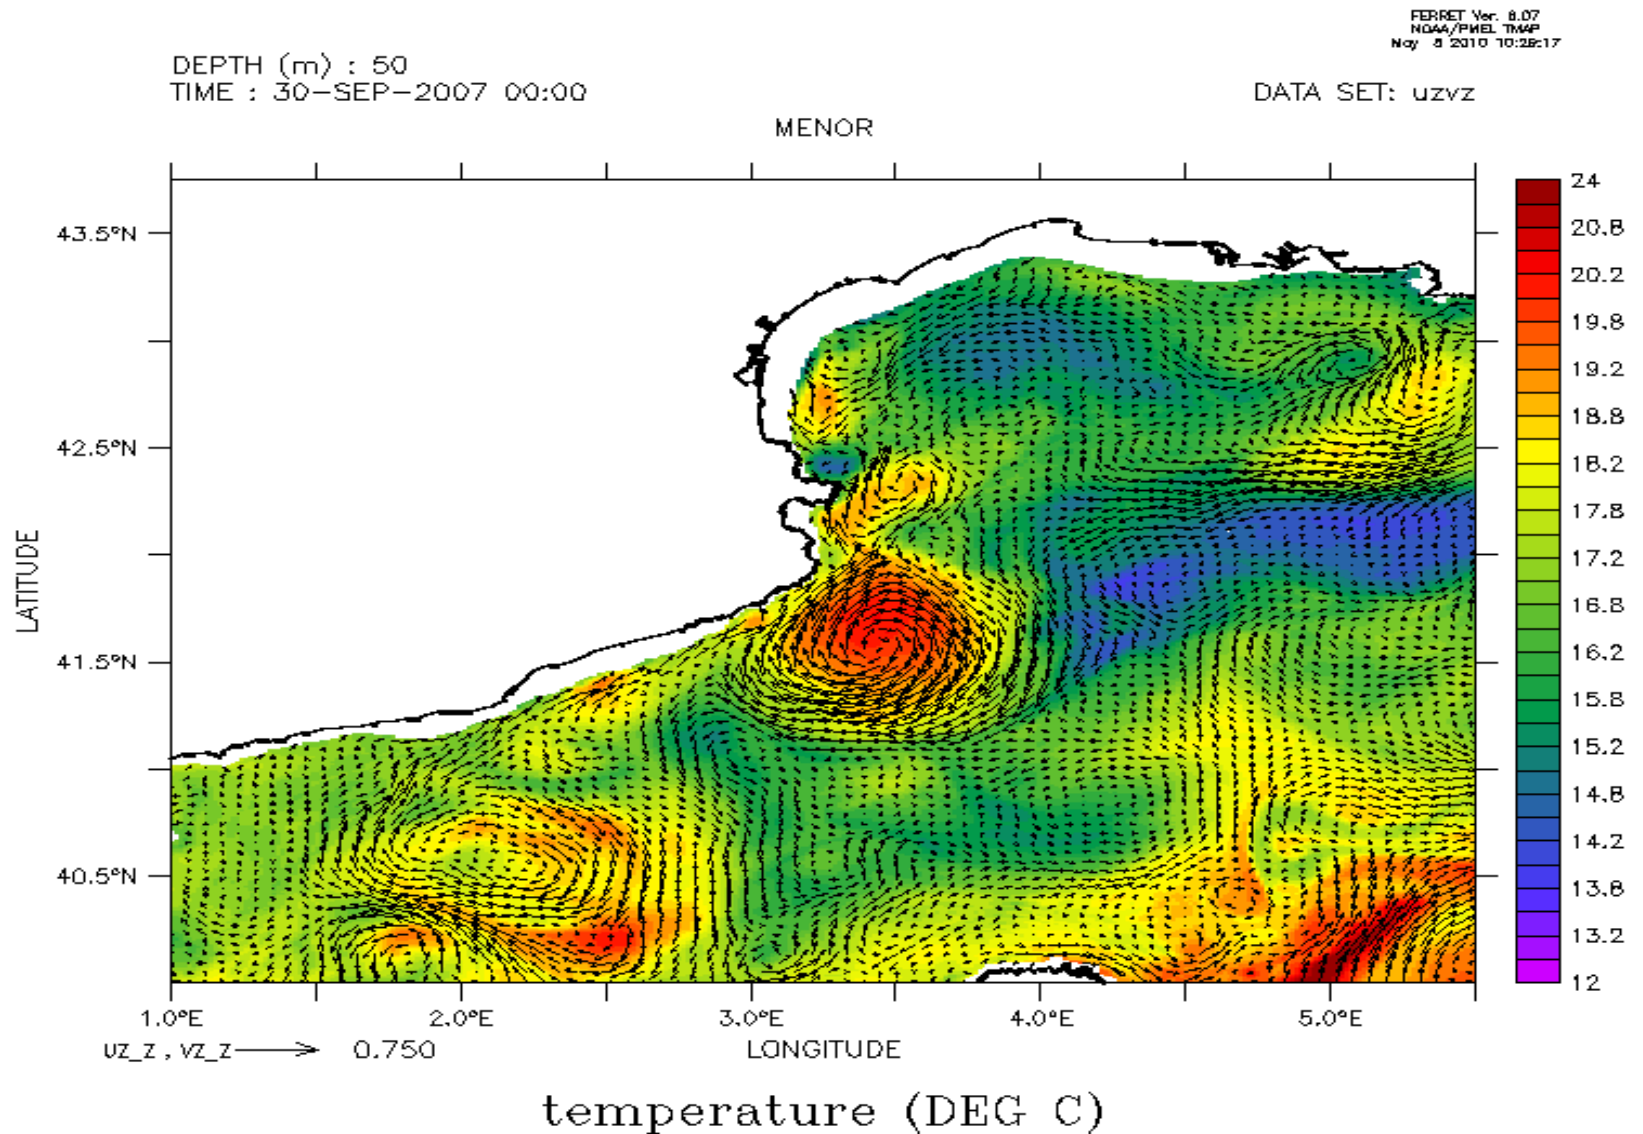 FERRET Ver. 6.07
NOAA/PMEL TMAP
May 8 2010 10:26:17
DEPTH (m) : 50
TIME : 30-SEP-2007 00:00
DATA SET: uzvz
MENOR
24
20.8
20.2
19.8
19.2
18.8
18.2
17.8
17.2
16.8
16.2
15.8
15.2
14.8
14.2
13.8
13.2
12
43.5°N
42.5°N
41.5°N
40.5°N
LATITUDE
1.0°E 2.0°E 3.0°E 4.0°E 5.0°E
UZ_Z , VZ_Z 0.750
LONGITUDE
temperature (DEG C)